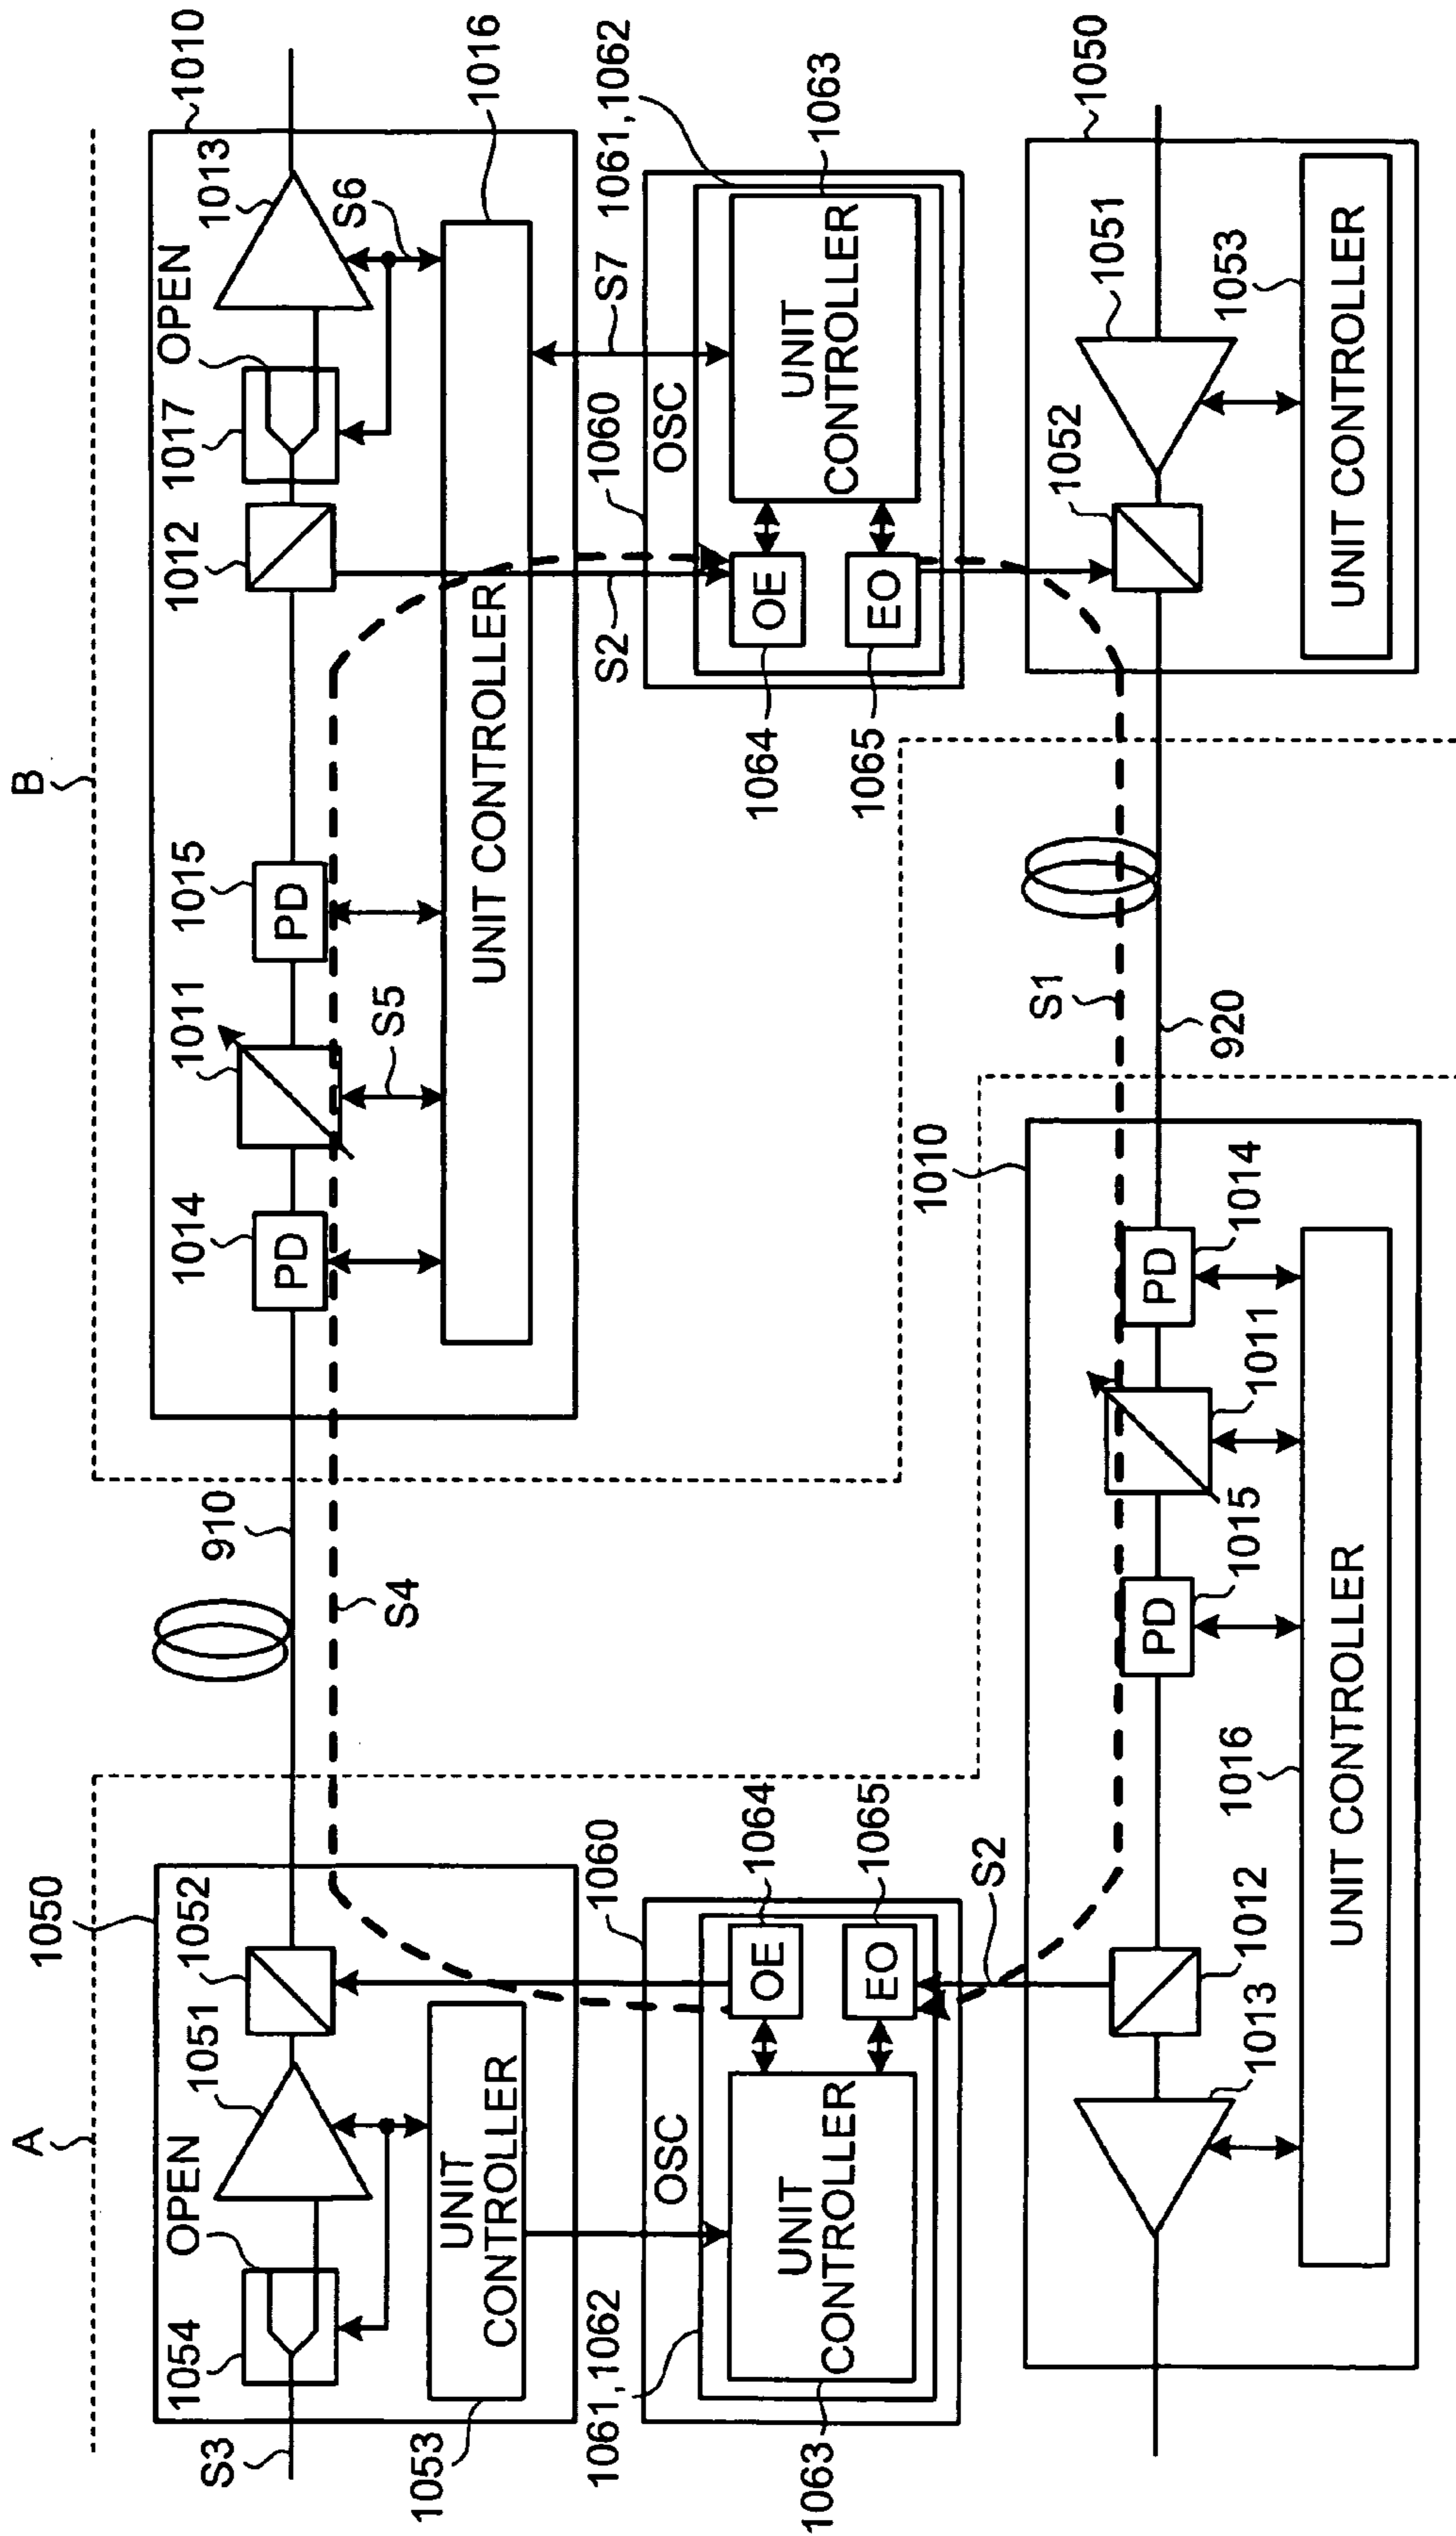 A
B
1050
1052
1051
OPEN
1054
S3
UNIT
CONTROLLER
1053
910
S4
1010
1014
PD
1011
S5
1015
PD
1012
1017
OPEN
1013
S6
UNIT CONTROLLER
1016
1060
OSC
1061,1062
UNIT
CONTROLLER
1063
OE
1064
EO
1065
S2
1060
OSC
S2
S7
1061,1062
UNIT
CONTROLLER
1063
OE
1064
EO
1065
1010
1013
1012
1015
PD
1011
1014
PD
1016
UNIT CONTROLLER
S1
920
1050
1052
1051
1053
UNIT CONTROLLER